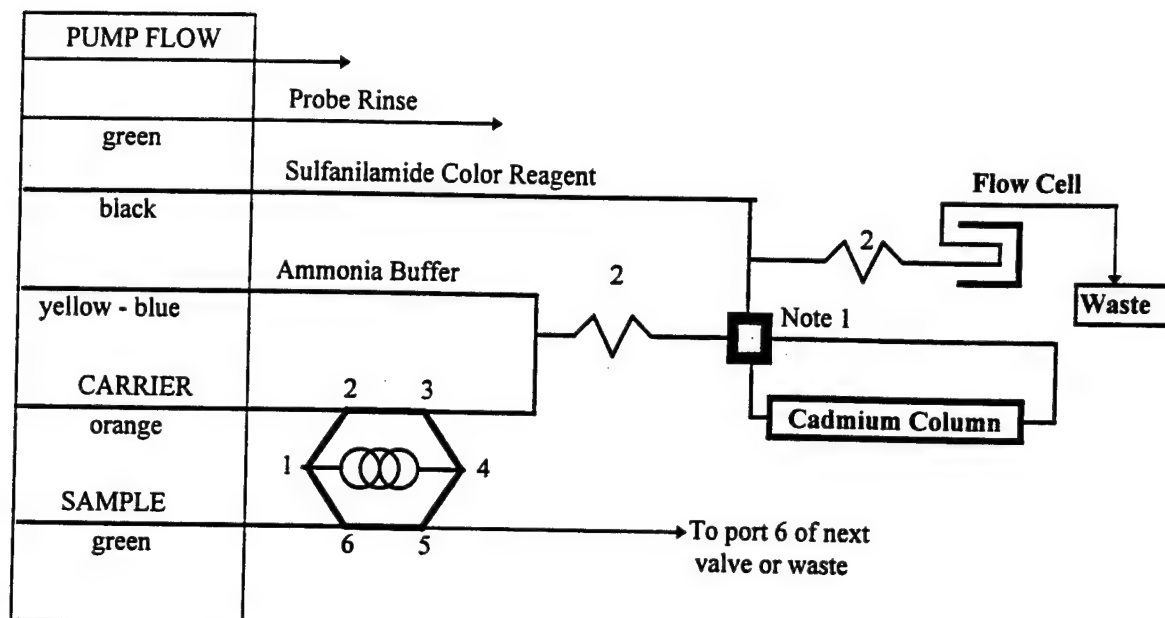 PUMP FLOW
Probe Rinse
green
Sulfanilamide Color Reagent
black
Flow Cell
2
Ammonia Buffer
2
yellow - blue
Waste
Note 1
CARRIER
2 3
orange
Cadmium Column
1 4
SAMPLE
green
6 5
To port 6 of next
valve or waste